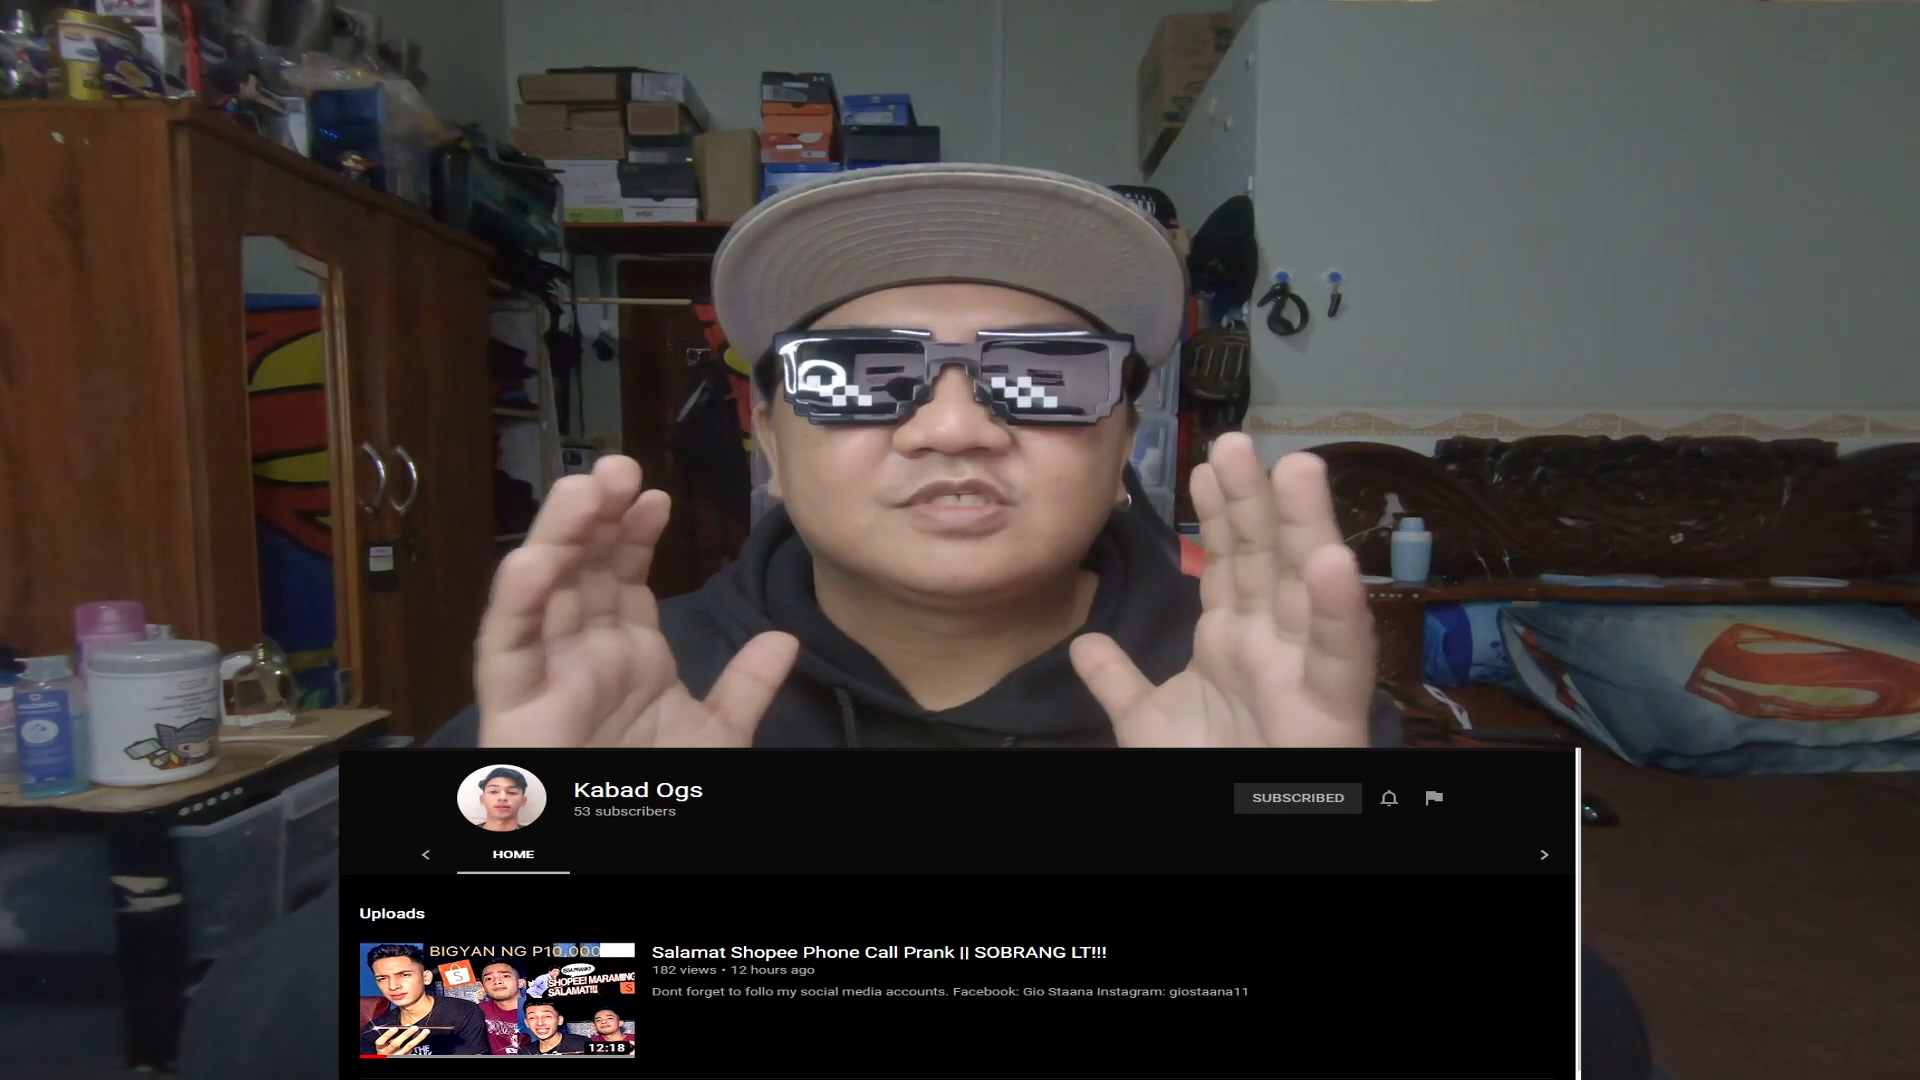 Kabad Ogs
53 subscribers
SUBSCRIBED
HOME
Uploads
BIGYAN NG P10,000
SHOPEE! MARAMING
SALAMAT!!!
12:18
Salamat Shopee Phone Call Prank || SOBRANG LT!!!
182 views • 12 hours ago
Dont forget to follo my social media accounts. Facebook: Gio Staana Instagram: giostaana11